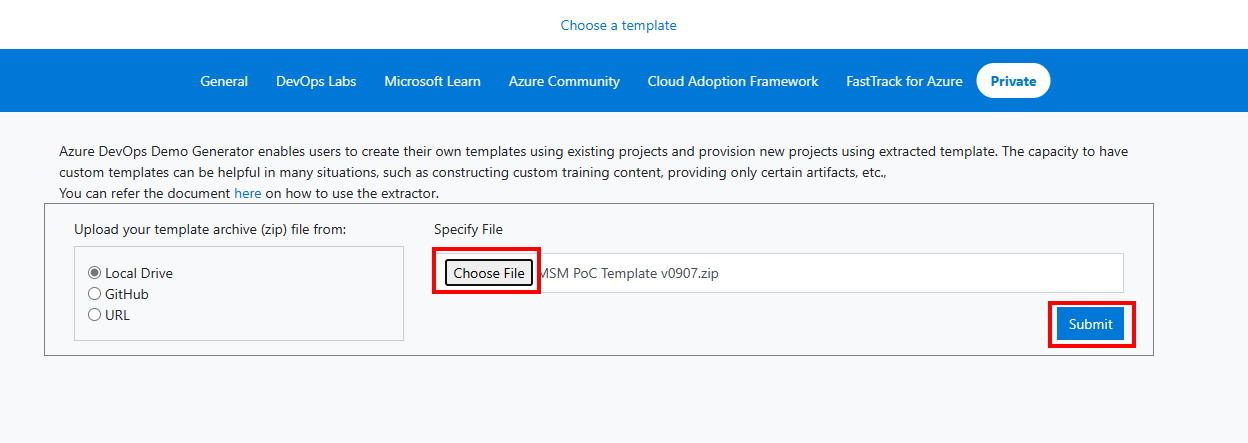 Choose a template
General DevOps Labs Microsoft Learn Azure Community Cloud Adoption Framework FastTrack for Azure Private
Azure DevOps Demo Generator enables users to create their own templates using existing projects and provision new projects using extracted template. The capacity to have
custom templates can be helpful in many situations, such as constructing custom training content, providing only certain artifacts, etc.,
You can refer the document here on how to use the extractor.
Upload your template archive (zip) file from:
Local Drive
GitHub
URL
Specify File
Choose File MSM PoC Template v0907.zip
Submit